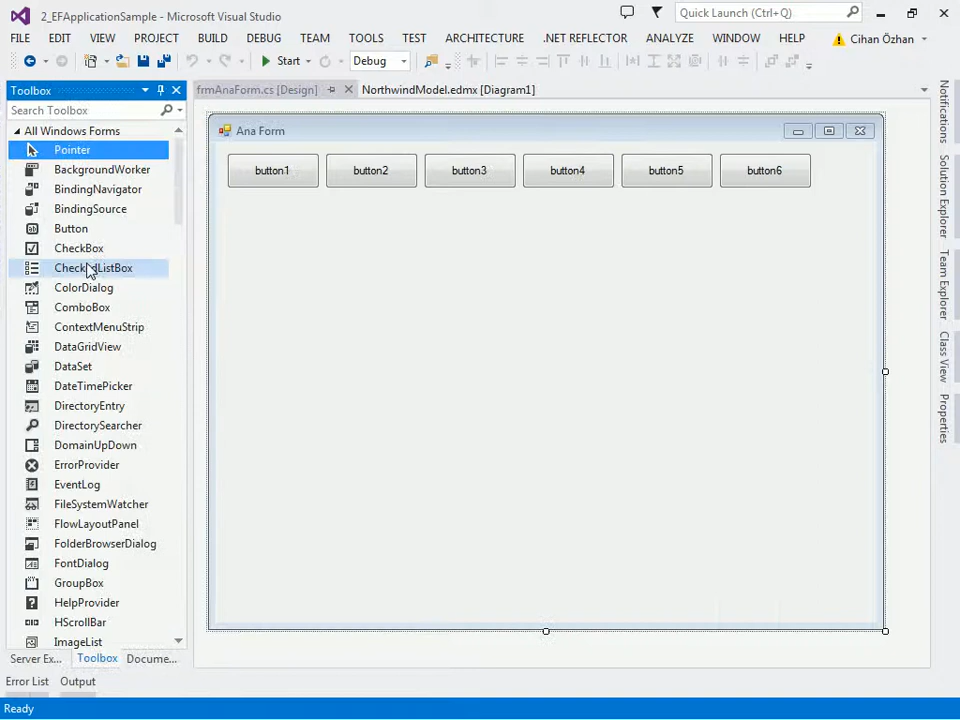 2_EFApplicationSample - Microsoft Visual Studio
Quick Launch (Ctrl+Q)
FILE EDIT VIEW PROJECT BUILD DEBUG TEAM TOOLS TEST ARCHITECTURE .NET REFLECTOR ANALYZE WINDOW HELP Cihan Özhan
Start Debug
Toolbox
frmAnaForm.cs [Design] NorthwindModel.edmx [Diagram1]
Search Toolbox
All Windows Forms
Pointer
BackgroundWorker
BindingNavigator
BindingSource
Button
CheckBox
CheckedListBox
ColorDialog
ComboBox
ContextMenuStrip
DataGridView
DataSet
DateTimePicker
DirectoryEntry
DirectorySearcher
DomainUpDown
ErrorProvider
EventLog
FileSystemWatcher
FlowLayoutPanel
FolderBrowserDialog
FontDialog
GroupBox
HelpProvider
HScrollBar
ImageList
Server Ex... Toolbox Docume...
Ana Form
button1 button2 button3 button4 button5 button6
Notifications
Solution Explorer
Team Explorer
Class View
Properties
Error List Output
Ready